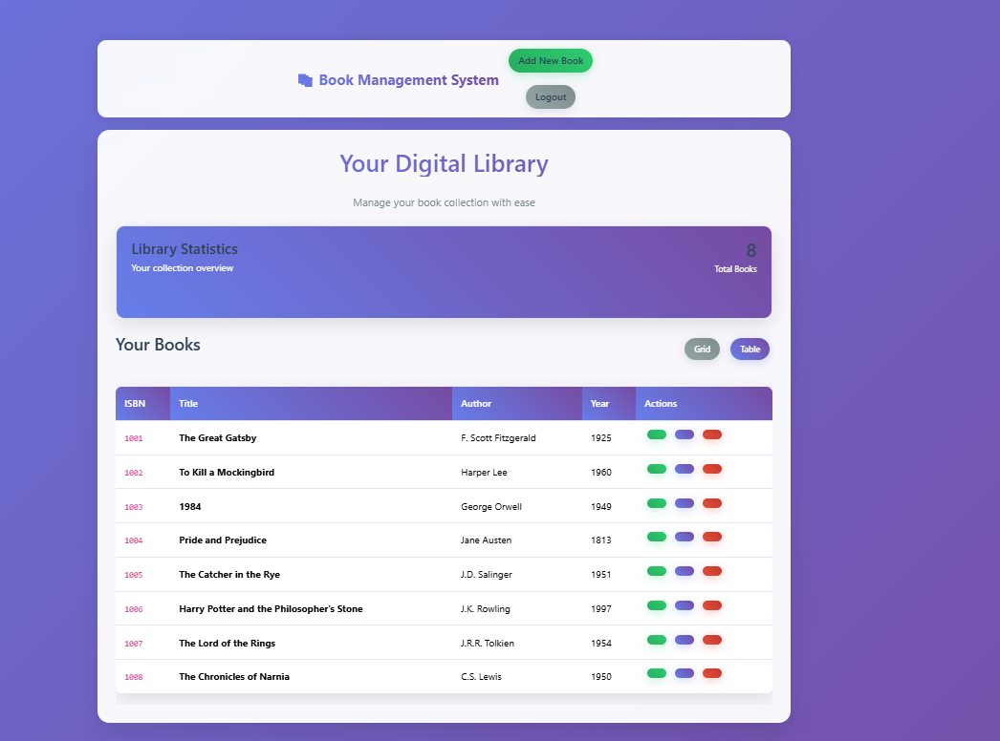 Book Management System
Add New Book
Logout
Your Digital Library
Manage your book collection with ease
Library Statistics
Your collection overview
8
Total Books
Your Books
Grid
Table
ISBN Title Author Year Actions
1001 The Great Gatsby F. Scott Fitzgerald 1925
1002 To Kill a Mockingbird Harper Lee 1960
1003 1984 George Orwell 1949
1004 Pride and Prejudice Jane Austen 1813
1005 The Catcher in the Rye J.D. Salinger 1951
1006 Harry Potter and the Philosopher's Stone J.K. Rowling 1997
1007 The Lord of the Rings J.R.R. Tolkien 1954
1008 The Chronicles of Narnia C.S. Lewis 1950